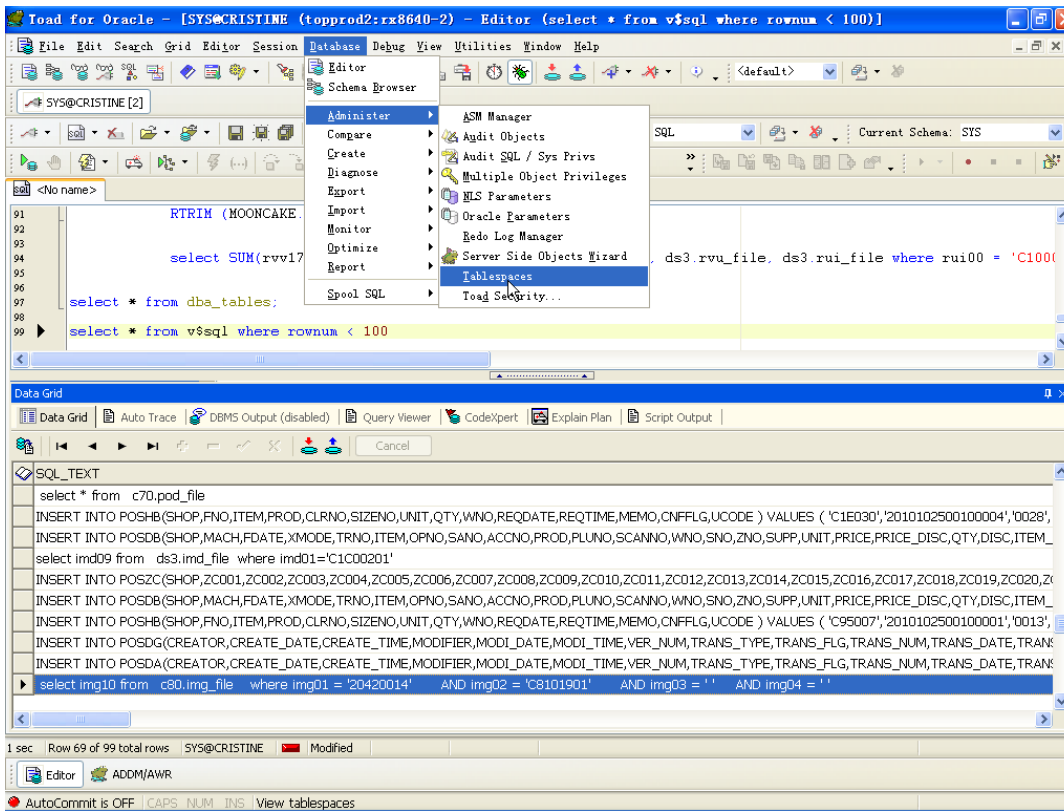 Toad for Oracle - [SYS@CRISTINE (topprod2:rx8640-2) - Editor (select * from v$sql where rownum < 100)]
File Edit Search Grid Editor Session Database Debug View Utilities Window Help
<default>
SYS@CRISTINE [2]
SQL Current Schema: SYS
<No name>
Editor
Schema Browser
Administer
Compare
Create
Diagnose
Export
Import
Monitor
Optimize
Report
Spool SQL
ASM Manager
Audit Objects
Audit SQL / Sys Privs
Multiple Object Privileges
NLS Parameters
Oracle Parameters
Redo Log Manager
Server Side Objects Wizard
Tablespaces
Toad Security...
91 RTRIM (MOONCAKE.
92
93
94 select SUM(rvv17 , ds3.rvu_file, ds3.rui_file where rui00 = 'C1000
95
96
97 select * from dba_tables;
98
99 select * from v$sql where rownum < 100
Data Grid
Data Grid Auto Trace DBMS Output (disabled) Query Viewer CodeXpert Explain Plan Script Output
Cancel
SQL_TEXT
select * from c70.pod_file
INSERT INTO POSHB(SHOP,FNO,ITEM,PROD,CLRNO,SIZENO,UNIT,QTY,WNO,REQDATE,REQTIME,MEMO,CNFFLG,UCODE ) VALUES ( 'C1E030','2010102500100004','0028',
INSERT INTO POSDB(SHOP,MACH,FDATE,XMODE,TRNO,ITEM,OPNO,SANO,ACCNO,PROD,PLUNO,SCANNO,WNO,SNO,ZNO,SUPP,UNIT,PRICE,PRICE_DISC,QTY,DISC,ITEM_
select imd09 from ds3.imd_file where imd01='C1C00201'
INSERT INTO POSZC(SHOP,ZC001,ZC002,ZC003,ZC004,ZC005,ZC006,ZC007,ZC008,ZC009,ZC010,ZC011,ZC012,ZC013,ZC014,ZC015,ZC016,ZC017,ZC018,ZC019,ZC020,Z
INSERT INTO POSDB(SHOP,MACH,FDATE,XMODE,TRNO,ITEM,OPNO,SANO,ACCNO,PROD,PLUNO,SCANNO,WNO,SNO,ZNO,SUPP,UNIT,PRICE,PRICE_DISC,QTY,DISC,ITEM_
INSERT INTO POSHB(SHOP,FNO,ITEM,PROD,CLRNO,SIZENO,UNIT,QTY,WNO,REQDATE,REQTIME,MEMO,CNFFLG,UCODE ) VALUES ( 'C95007','2010102500100001','0013',
INSERT INTO POSDG(CREATOR,CREATE_DATE,CREATE_TIME,MODIFIER,MODI_DATE,MODI_TIME,VER_NUM,TRANS_TYPE,TRANS_FLG,TRANS_NUM,TRANS_DATE,TRANS
INSERT INTO POSDA(CREATOR,CREATE_DATE,CREATE_TIME,MODIFIER,MODI_DATE,MODI_TIME,VER_NUM,TRANS_TYPE,TRANS_FLG,TRANS_NUM,TRANS_DATE,TRANS
select img10 from c80.img_file where img01 = '20420014' AND img02 = 'C8101901' AND img03 = ' ' AND img04 = ' '
1 sec Row 69 of 99 total rows SYS@CRISTINE Modified
Editor ADDM/AWR
AutoCommit is OFF CAPS NUM INS View tablespaces